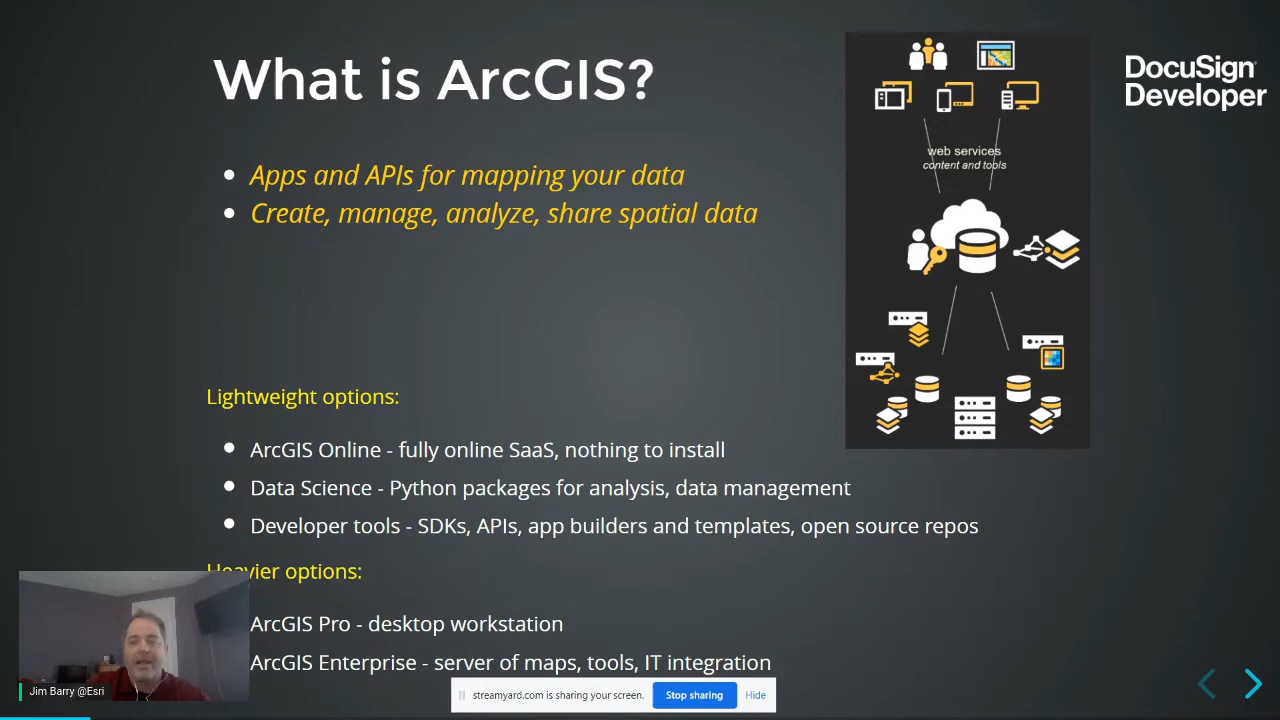 What is ArcGIS?
DocuSign
Developer
Apps and APIs for mapping your data
Create, manage, analyze, share spatial data
web services
content and tools
Lightweight options:
ArcGIS Online - fully online SaaS, nothing to install
Data Science - Python packages for analysis, data management
Developer tools - SDKs, APIs, app builders and templates, open source repos
Heavier options:
ArcGIS Pro - desktop workstation
ArcGIS Enterprise - server of maps, tools, IT integration
Jim Barry @Esri
streamyard.com is sharing your screen. Stop sharing Hide